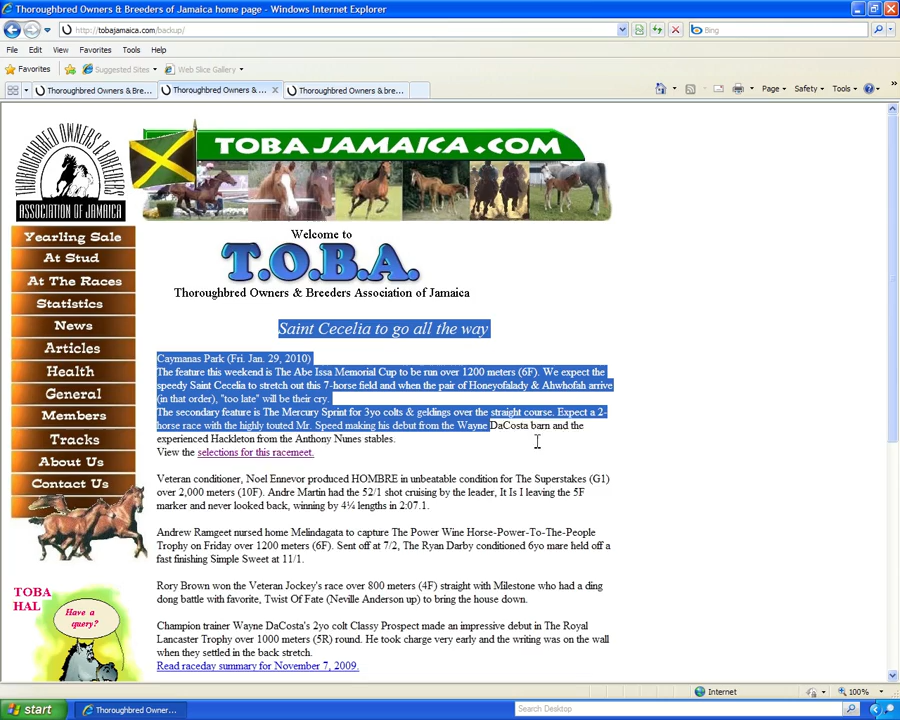 Thoroughbred Owners & Breeders of Jamaica home page - Windows Internet Explorer
http://tobajamaica.com/backup/
Bing
File Edit View Favorites Tools Help
Favorites Suggested Sites Web Slice Gallery
Thoroughbred Owners & Bre... Thoroughbred Owners & ... Thoroughbred Owners & bre...
Page Safety Tools
THOROUGHBRED OWNERS & BREEDERS
ASSOCIATION OF JAMAICA
TOBAJAMAICA.COM
Yearling Sale
At Stud
At The Races
Statistics
News
Articles
Health
General
Members
Tracks
About Us
Contact Us
Welcome to
T.O.B.A.
Thoroughbred Owners & Breeders Association of Jamaica
Saint Cecelia to go all the way
Caymanas Park (Fri. Jan. 29, 2010)
The feature this weekend is The Abe Issa Memorial Cup to be run over 1200 meters (6F). We expect the
speedy Saint Cecelia to stretch out this 7-horse field and when the pair of Honeyofalady & Ahwhofah arrive
(in that order), "too late" will be their cry.
The secondary feature is The Mercury Sprint for 3yo colts & geldings over the straight course. Expect a 2-
horse race with the highly touted Mr. Speed making his debut from the Wayne DaCosta barn and the
experienced Hackleton from the Anthony Nunes stables.
View the selections for this racemeet.
Veteran conditioner, Noel Ennevor produced HOMBRE in unbeatable condition for The Superstakes (G1)
over 2,000 meters (10F). Andre Martin had the 52/1 shot cruising by the leader, It Is I leaving the 5F
marker and never looked back, winning by 4¼ lengths in 2:07.1.
Andrew Ramgeet nursed home Melindagata to capture The Power Wine Horse-Power-To-The-People
Trophy on Friday over 1200 meters (6F). Sent off at 7/2, The Ryan Darby conditioned 6yo mare held off a
fast finishing Simple Sweet at 11/1.
Rory Brown won the Veteran Jockey's race over 800 meters (4F) straight with Milestone who had a ding
dong battle with favorite, Twist Of Fate (Neville Anderson up) to bring the house down.
Champion trainer Wayne DaCosta's 2yo colt Classy Prospect made an impressive debut in The Royal
Lancaster Trophy over 1000 meters (5R) round. He took charge very early and the writing was on the wall
when they settled in the back stretch.
Read raceday summary for November 7, 2009.
TOBA
HAL
Have a
query?
Internet 100%
start Thoroughbred Owner... Search Desktop